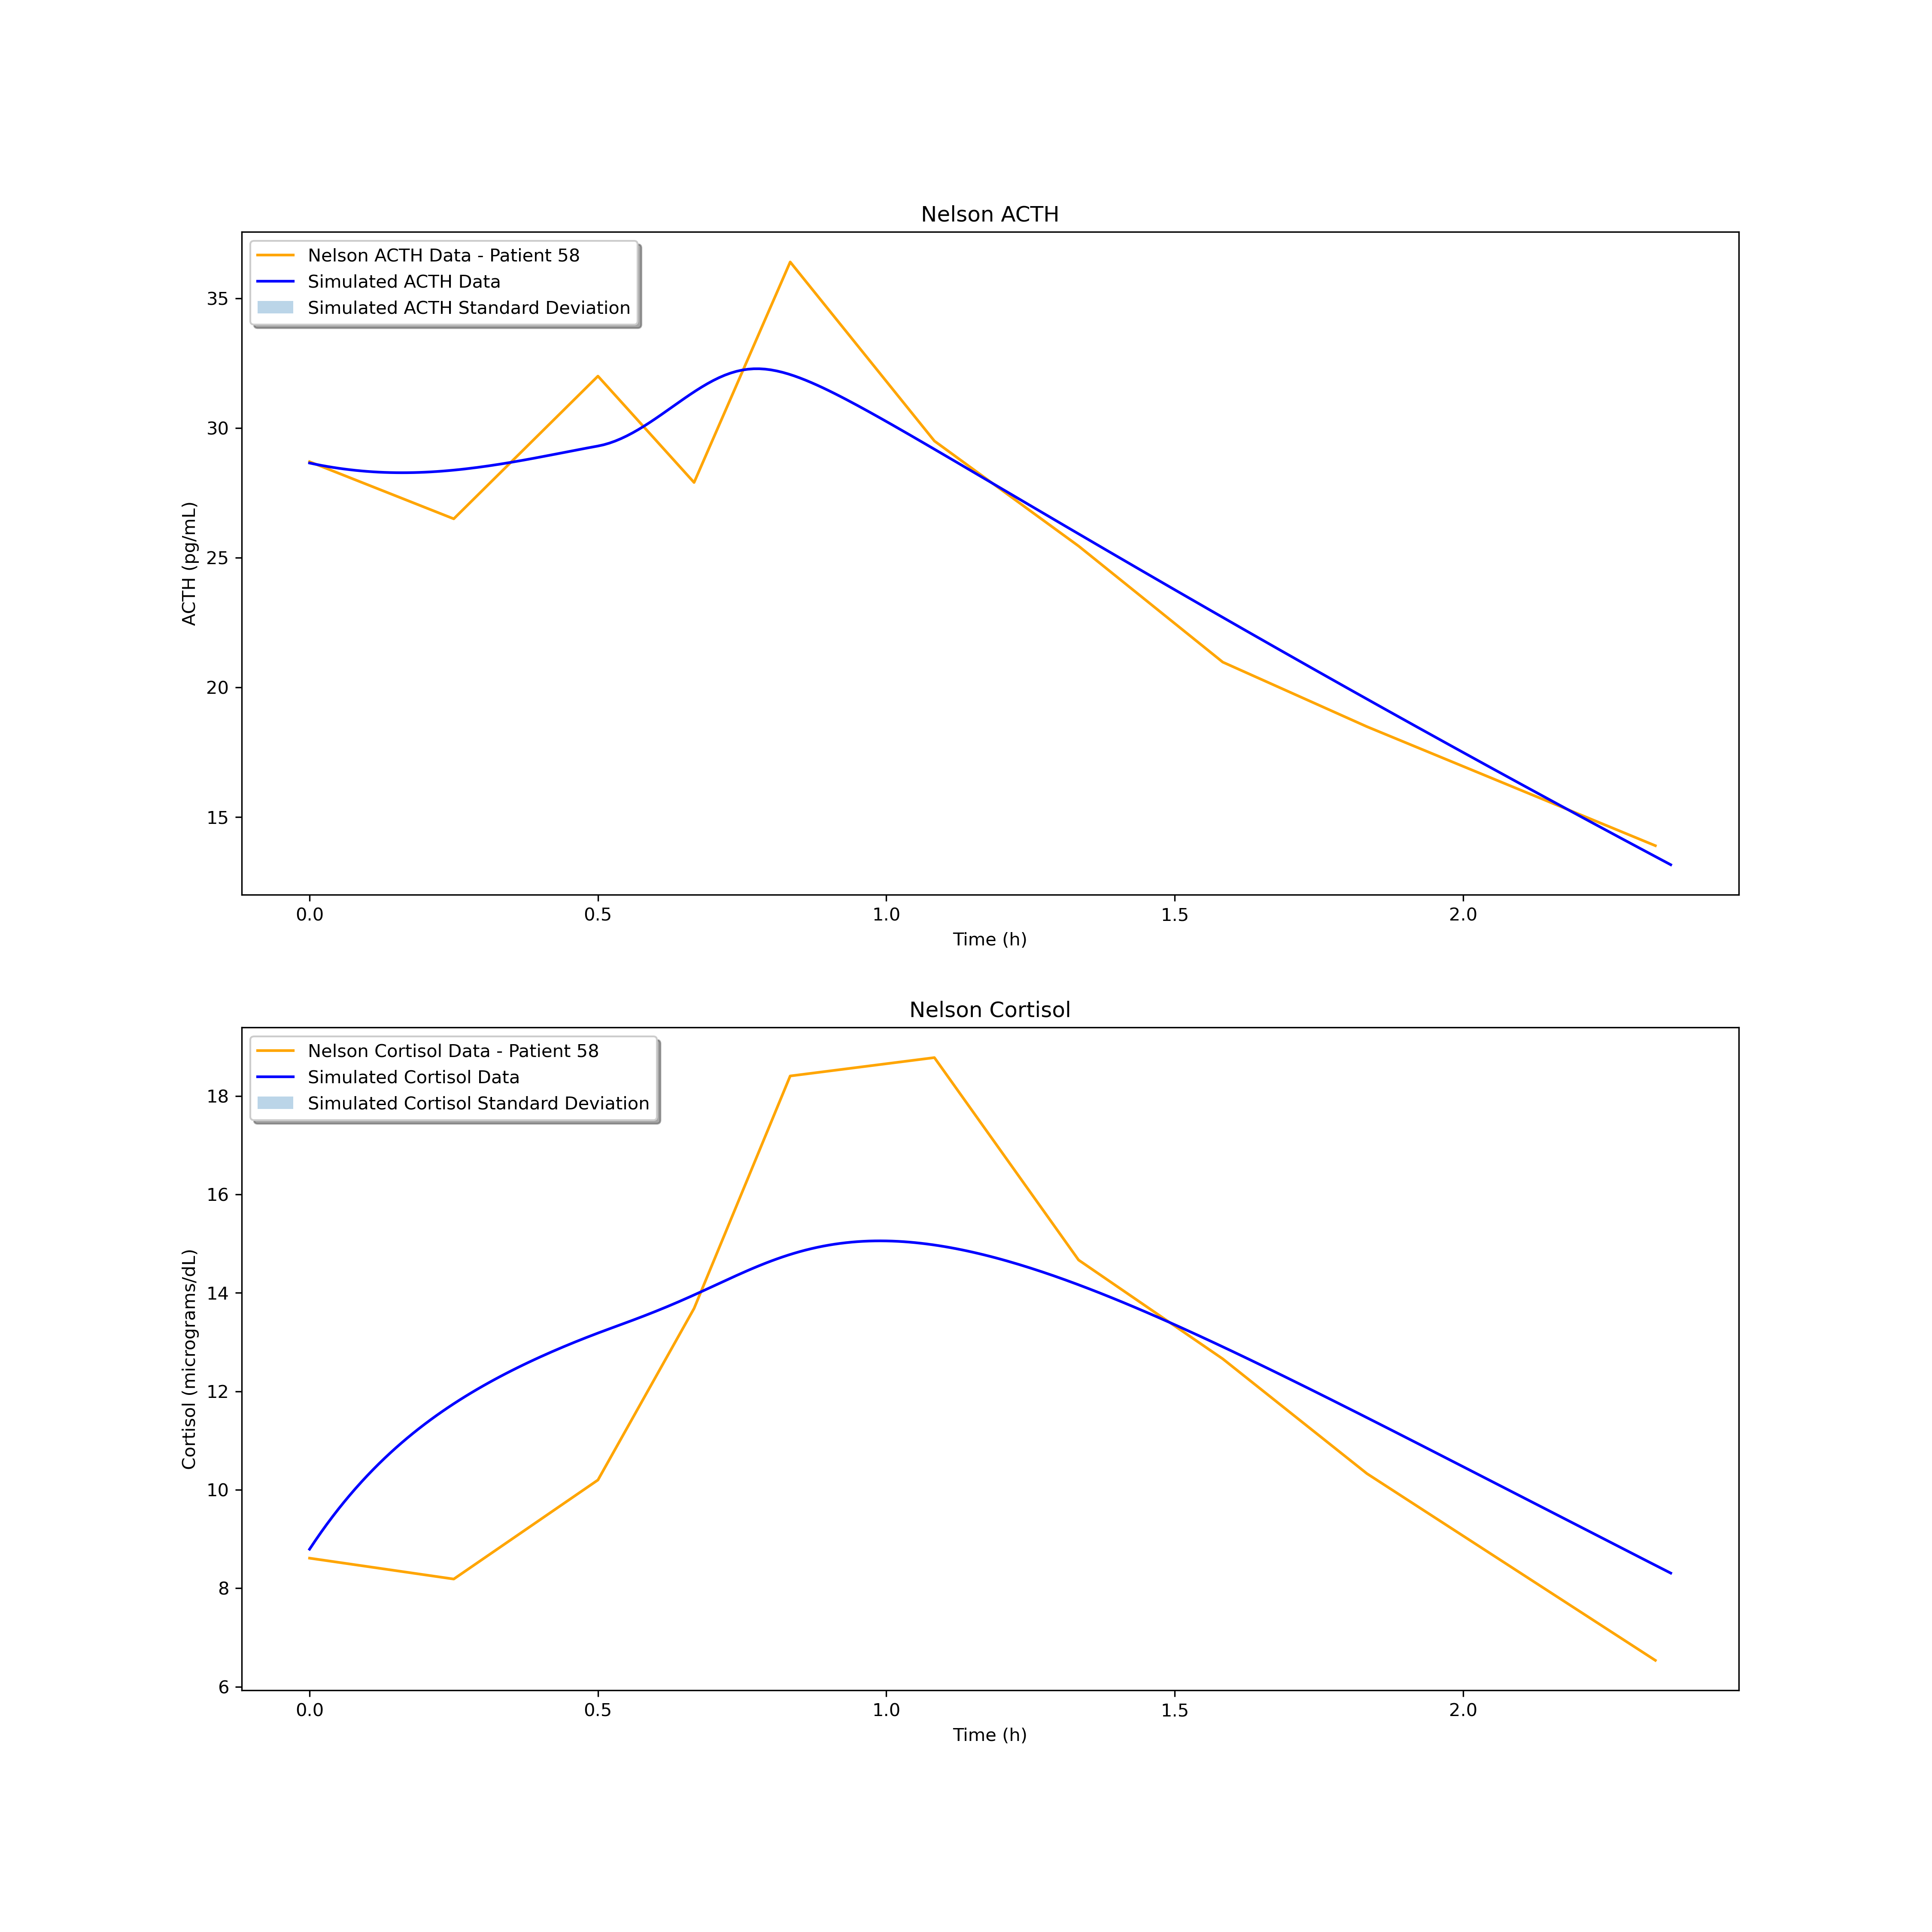 Nelson ACTH
Nelson ACTH Data - Patient 58
Simulated ACTH Data
Simulated ACTH Standard Deviation
35
30
25
20
15
ACTH (pg/mL)
0.0 0.5 1.0 1.5 2.0
Time (h)
Nelson Cortisol
Nelson Cortisol Data - Patient 58
Simulated Cortisol Data
Simulated Cortisol Standard Deviation
18
16
14
12
10
8
6
Cortisol (micrograms/dL)
0.0 0.5 1.0 1.5 2.0
Time (h)